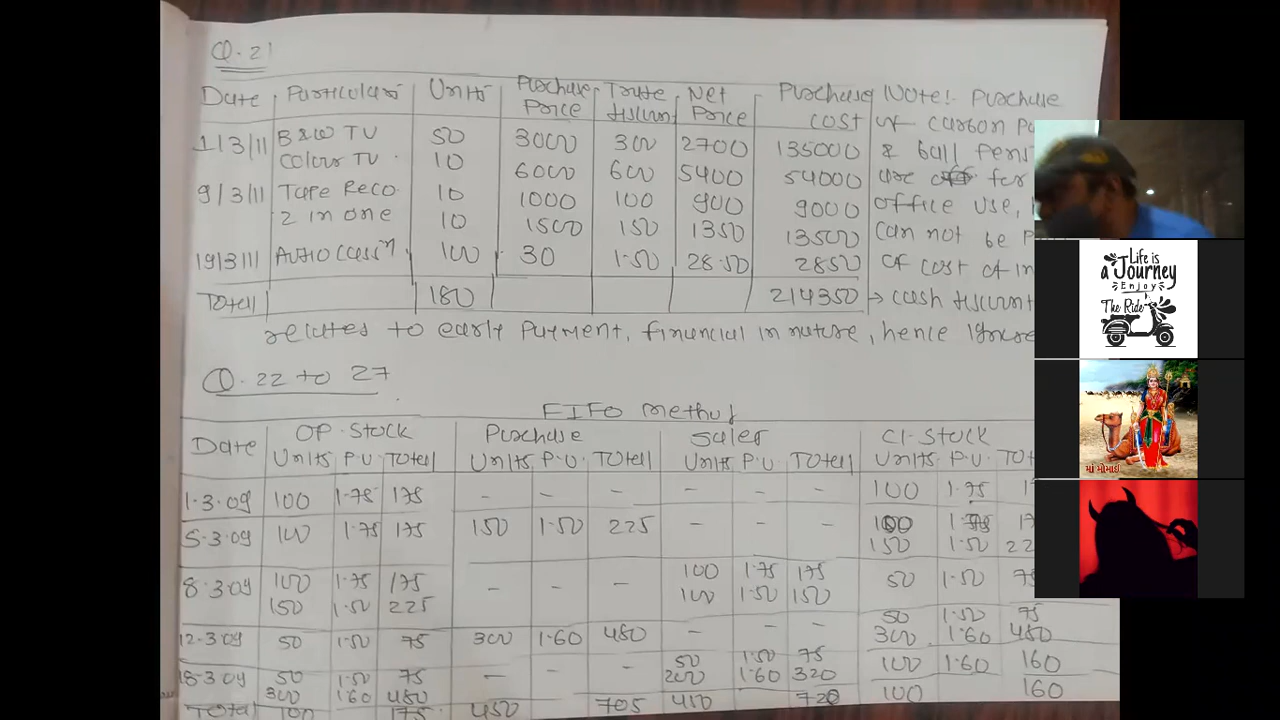 Q.21
Date Particulars Units Purchase Price Trade discount Net Price Purchase cost Note:- Purchase
1/3/11 B&W TV 50 3000 300 2700 135000 of carbon
Colour TV 10 6000 600 5400 54000 & ball pens
are for
9/3/11 Tape Reco. 10 1000 100 900 9000 office use,
2 in one 10 1500 150 1350 13500 can not be
19/3/11 Audio Cassn 100 30 1.50 28.50 2850 of cost of
Total 180 214350 → cash discount
relates to early payment, financial in nature, hence ignore
Q.22 to 27
FIFO method
Date OP. Stock Purchase Sales Cl. Stock
Units P.U. Total Units P.U. Total Units P.U. Total Units P.U.
1.3.09 100 1.75 175 - - - - - - 100 1.75
5.3.09 100 1.75 175 150 1.50 225 - - - 100 1.75
150 1.50
8.3.09 100 1.75 175 - - - 100 1.75 175 50 1.50
150 1.50 225 100 1.50 150
12.3.09 50 1.50 75 300 1.60 480 - - - 50 1.50 75
300 1.60 480
18.3.09 50 1.50 75 - - - 50 1.50 75 100 1.60 160
300 1.60 480 200 1.60 320
Total 100 175 450 705 450 720 100 160
Life is
a Journey
Enjoy
The Ride
માં મોમાઈ